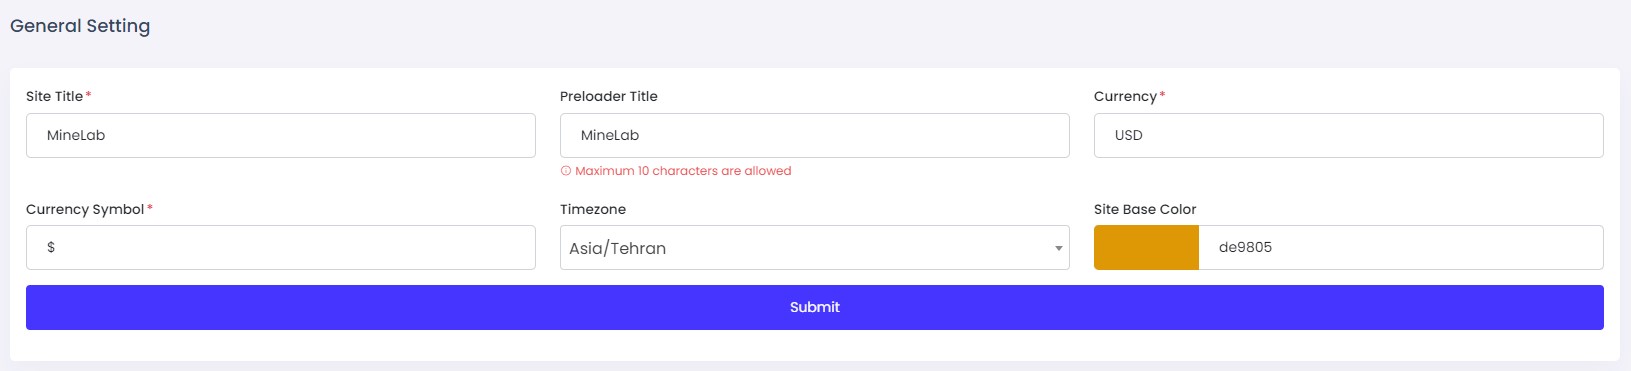 General Setting
Site Title*
Preloader Title
Currency*
MineLab
MineLab
USD
Maximum 10 characters are allowed
Currency Symbol*
Timezone
Site Base Color
$
Asia/Tehran
de9805
Submit